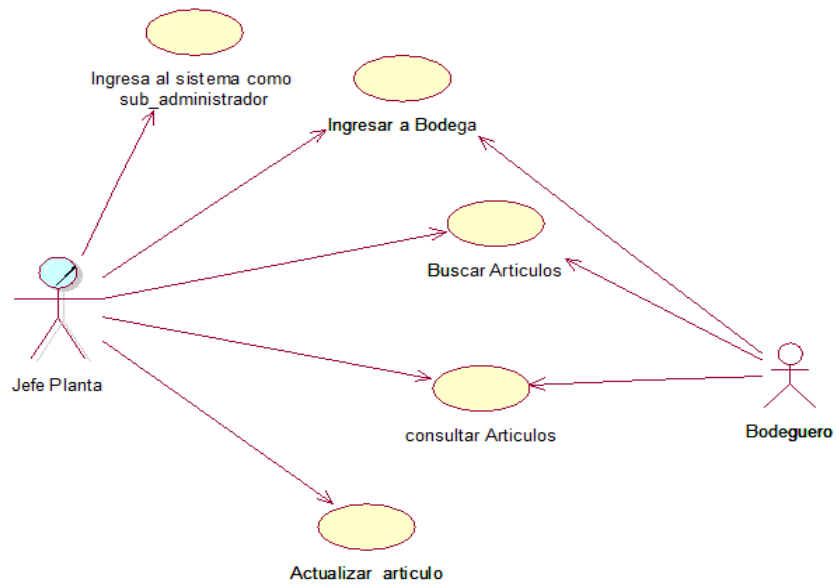 Ingresa al sistema como
sub_administrador
Ingresar a Bodega
Buscar Articulos
Jefe Planta
consultar Articulos
Bodeguero
Actualizar articulo